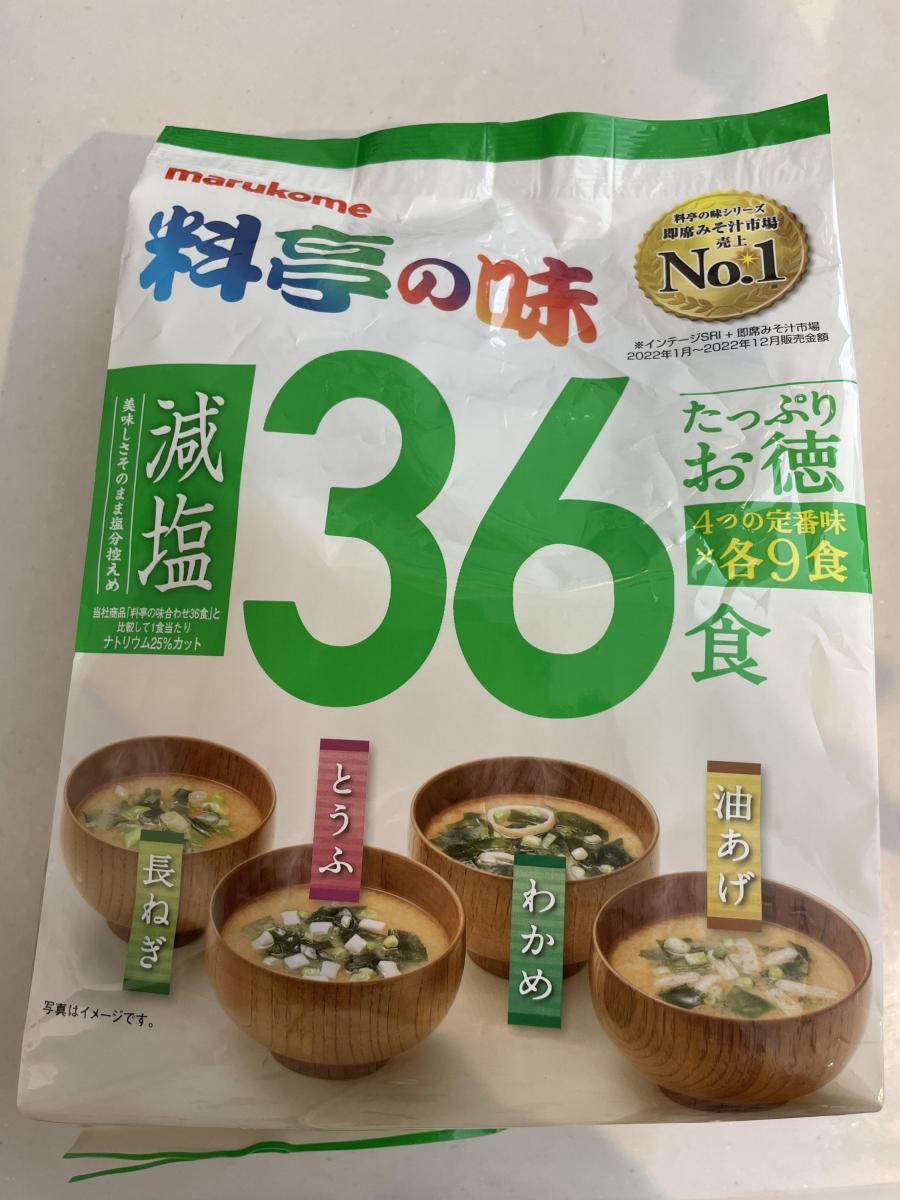 marukome
料亭の味
料亭の味シリーズ
即席みそ汁市場
売上
No.1
※
※インテージSRI+即席みそ汁市場
2022年1月〜2022年12月販売金額
減塩
美味しさそのまま塩分控えめ
当社商品「料亭の味合わせ36食」と
比較して1食当たり
ナトリウム25%カット
36
食
たっぷり
お徳
4つの定番味
×各9食
長ねぎ
とうふ
わかめ
油あげ
写真はイメージです。